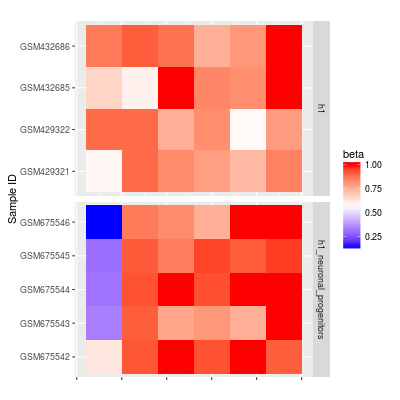 GSM432686
GSM432685
GSM429322
GSM429321
h1
GSM675546
GSM675545
GSM675544
GSM675543
GSM675542
h1_neuronal_progenitors
Sample ID
beta
1.00
0.75
0.50
0.25